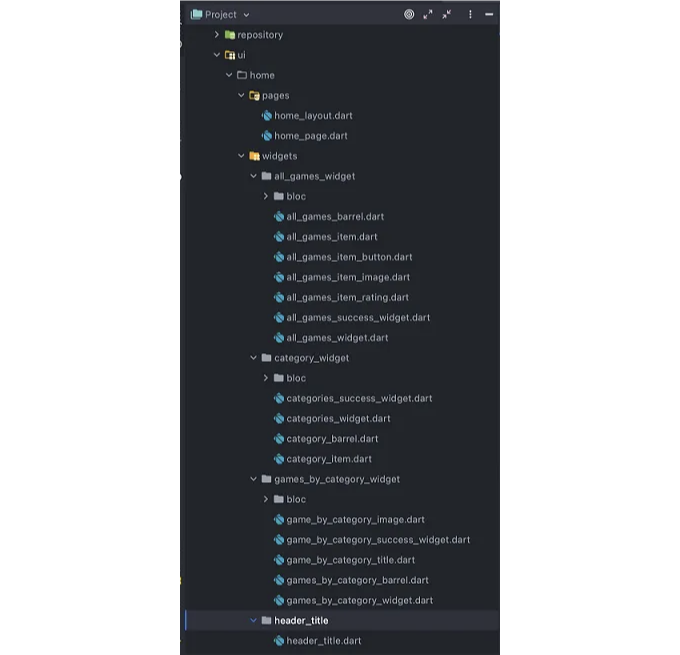 Project
repository
ui
home
pages
home_layout.dart
home_page.dart
widgets
all_games_widget
bloc
all_games_barrel.dart
all_games_item.dart
all_games_item_button.dart
all_games_item_image.dart
all_games_item_rating.dart
all_games_success_widget.dart
all_games_widget.dart
category_widget
bloc
categories_success_widget.dart
categories_widget.dart
category_barrel.dart
category_item.dart
games_by_category_widget
bloc
game_by_category_image.dart
game_by_category_success_widget.dart
game_by_category_title.dart
games_by_category_barrel.dart
games_by_category_widget.dart
header_title
header_title.dart